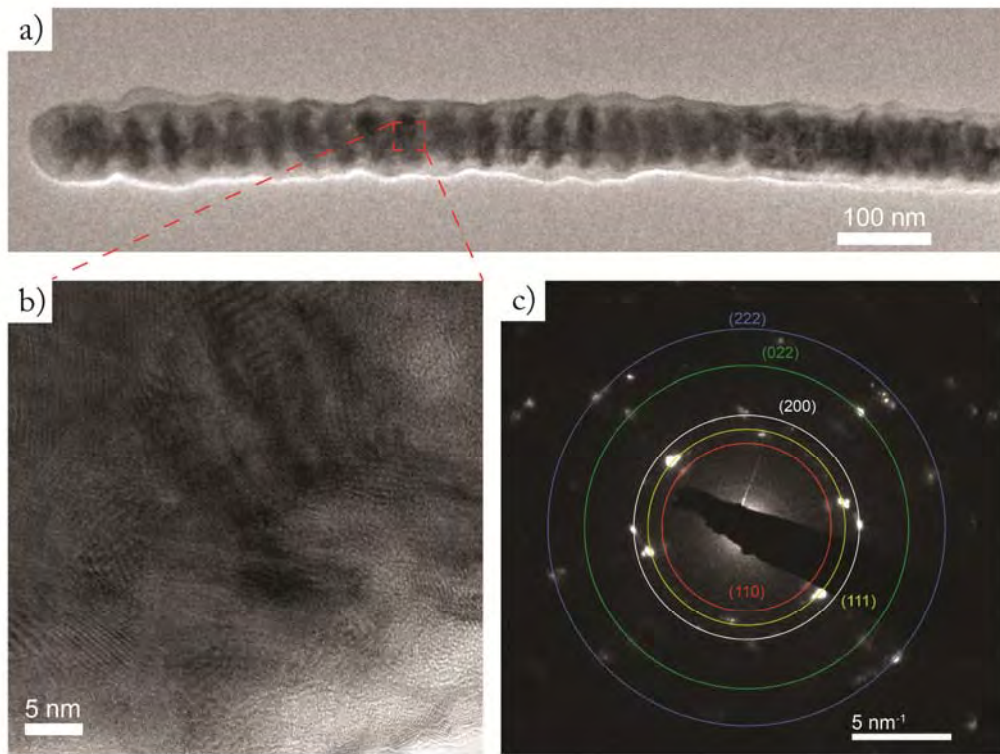 a)
100 nm
b)
c)
(222)
(022)
(200)
(110)
(111)
5 nm
5 nm⁻¹